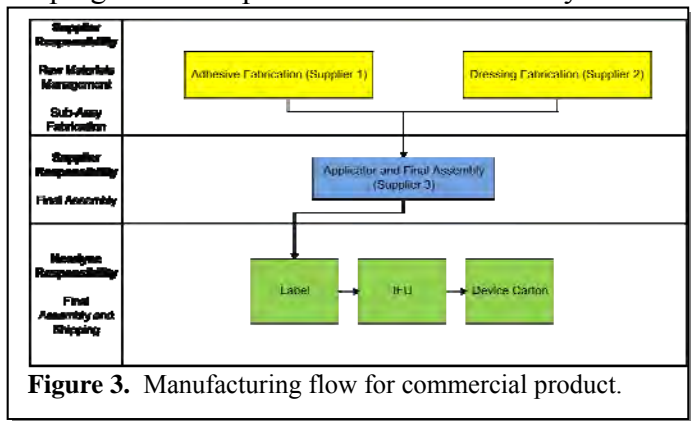 Supplier
Responsibility
Raw Materials
Management
Sub-Assy
Fabrication
Adhesive Fabrication (Supplier 1)
Dressing Fabrication (Supplier 2)
Supplier
Responsibility
Final Assembly
Applicator and Final Assembly
(Supplier 3)
Neodyne
Responsibility
Final
Assembly and
Shipping
Label
IFU
Device Carton
Figure 3. Manufacturing flow for commercial product.